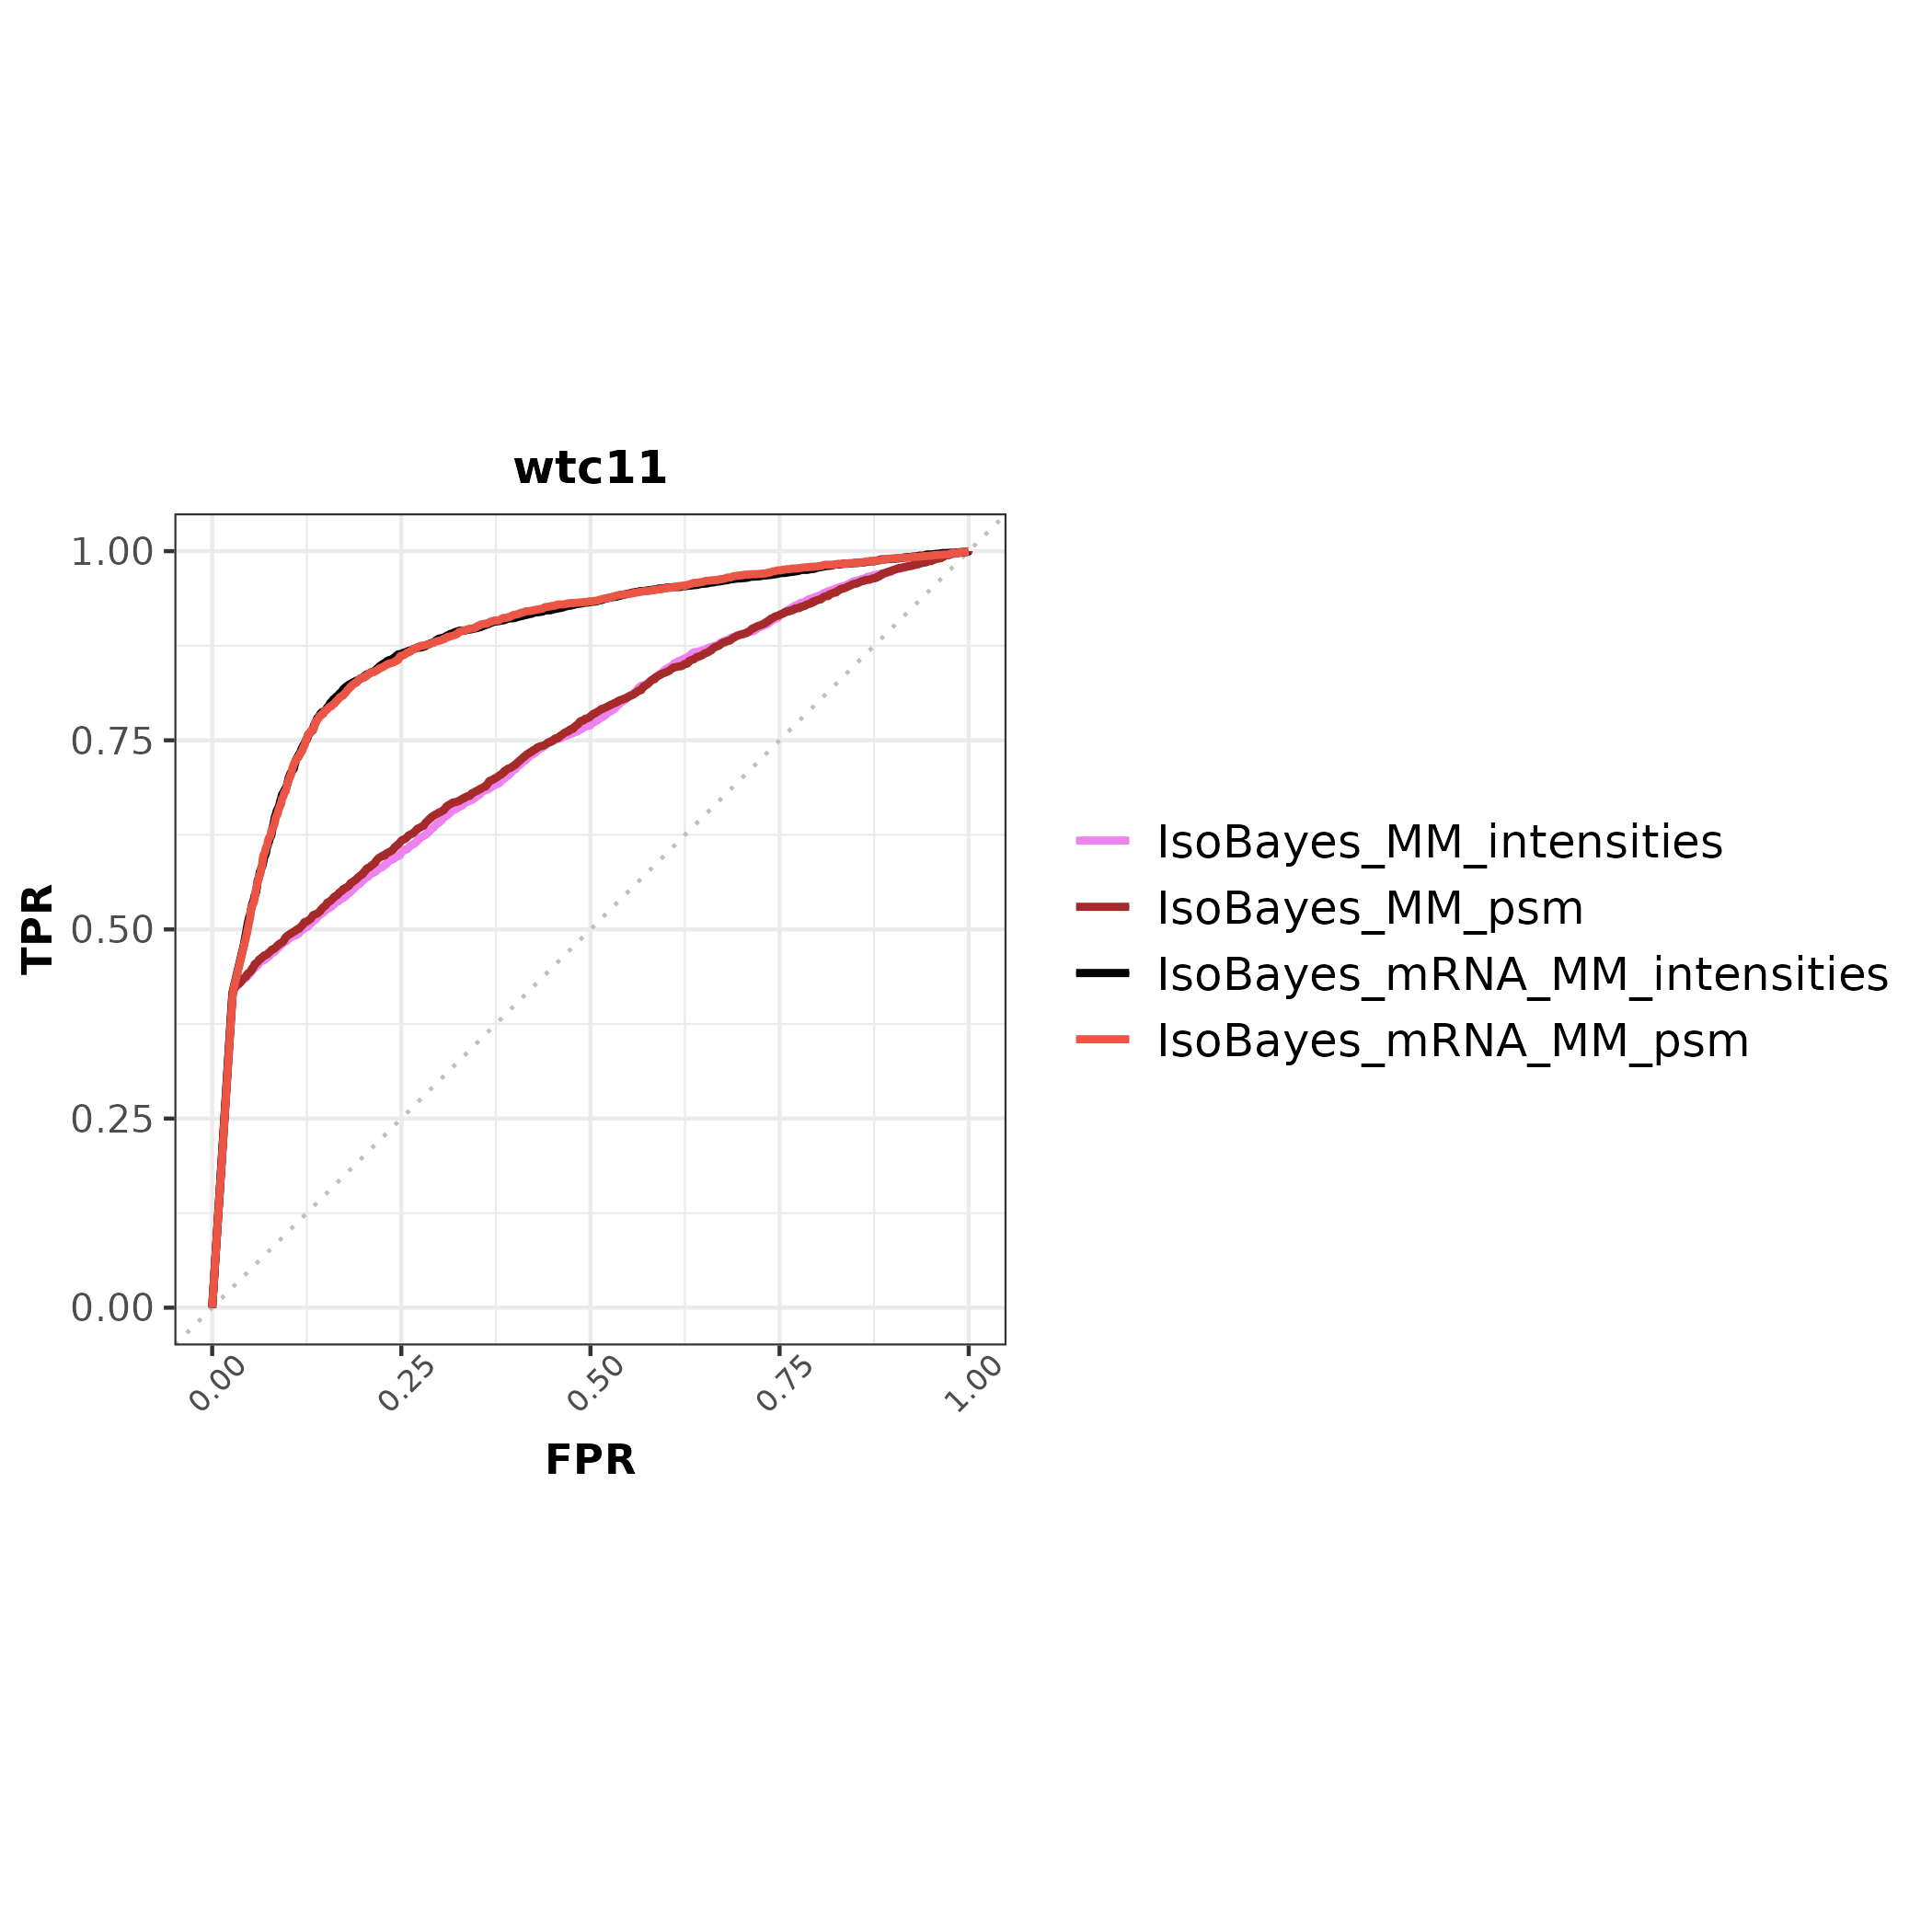 wtc11
1.00
0.75
0.50
0.25
0.00
TPR
0.00
0.25
0.50
0.75
1.00
FPR
IsoBayes_MM_intensities
IsoBayes_MM_psm
IsoBayes_mRNA_MM_intensities
IsoBayes_mRNA_MM_psm